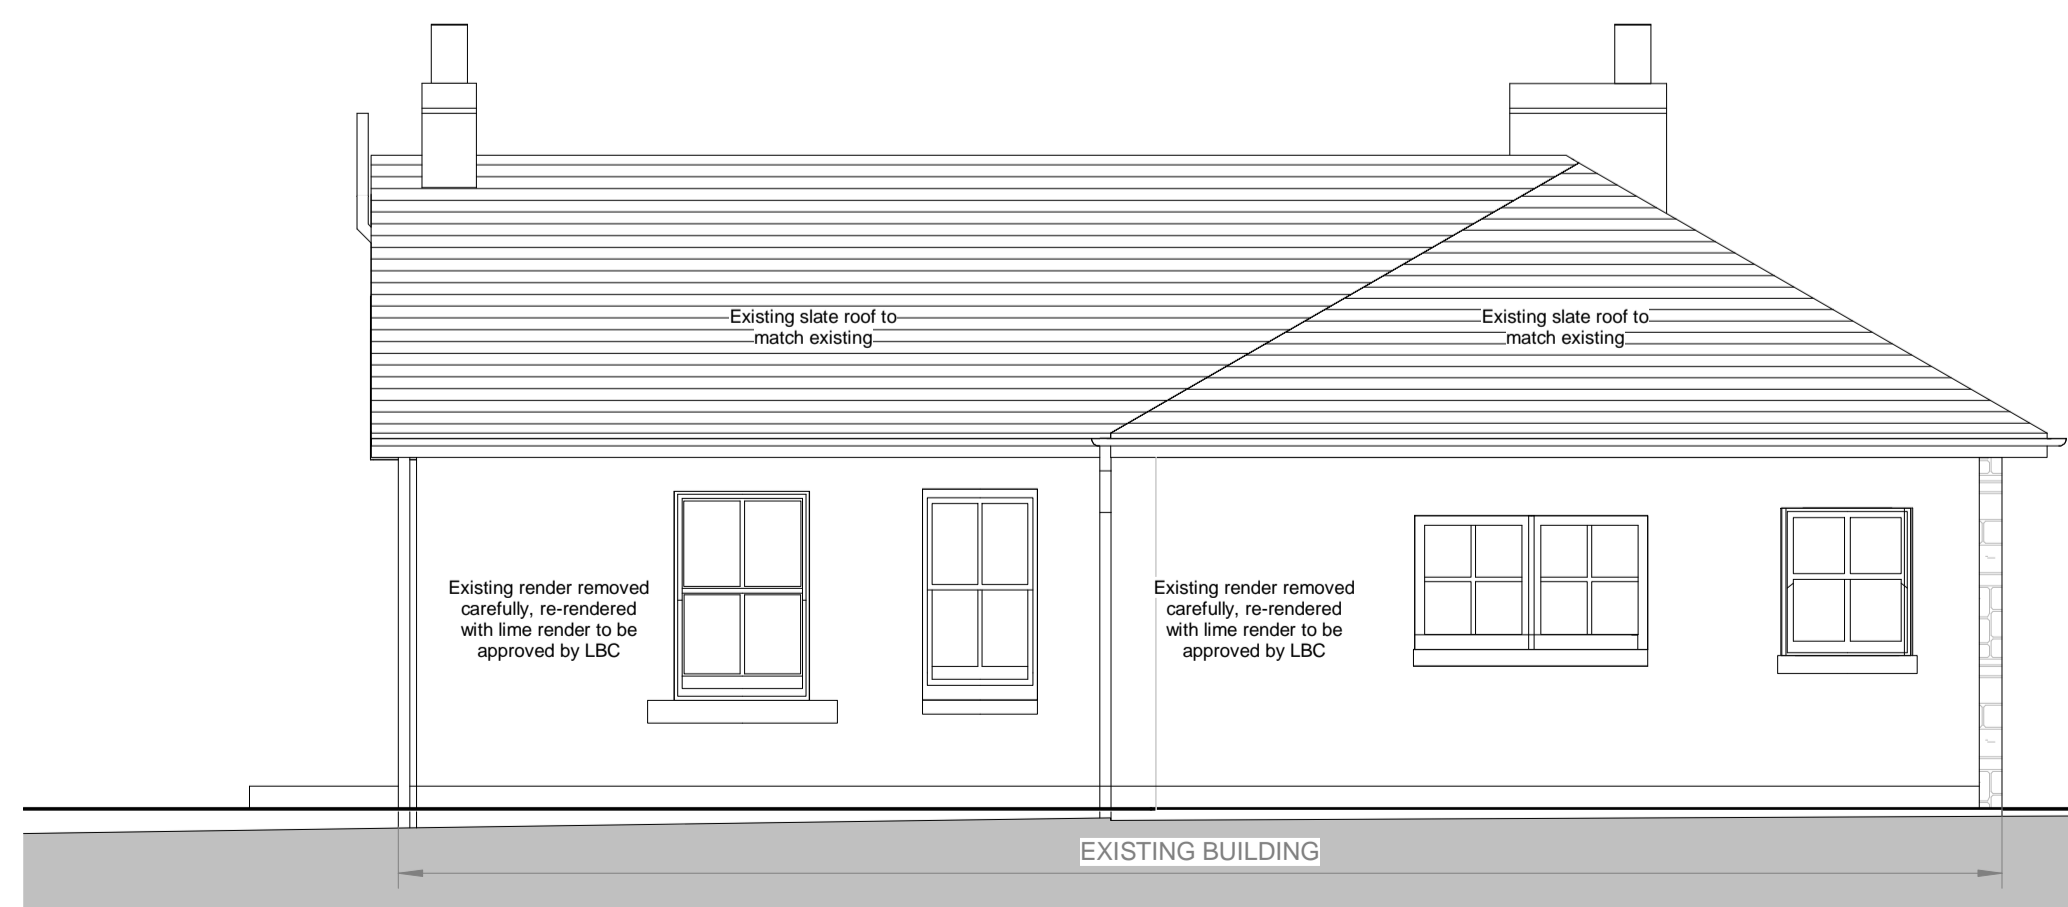 Existing slate roof to
match existing
Existing slate roof to
match existing
Existing render removed
carefully, re-rendered
with lime render to be
approved by LBC
Existing render removed
carefully, re-rendered
with lime render to be
approved by LBC
EXISTING BUILDING